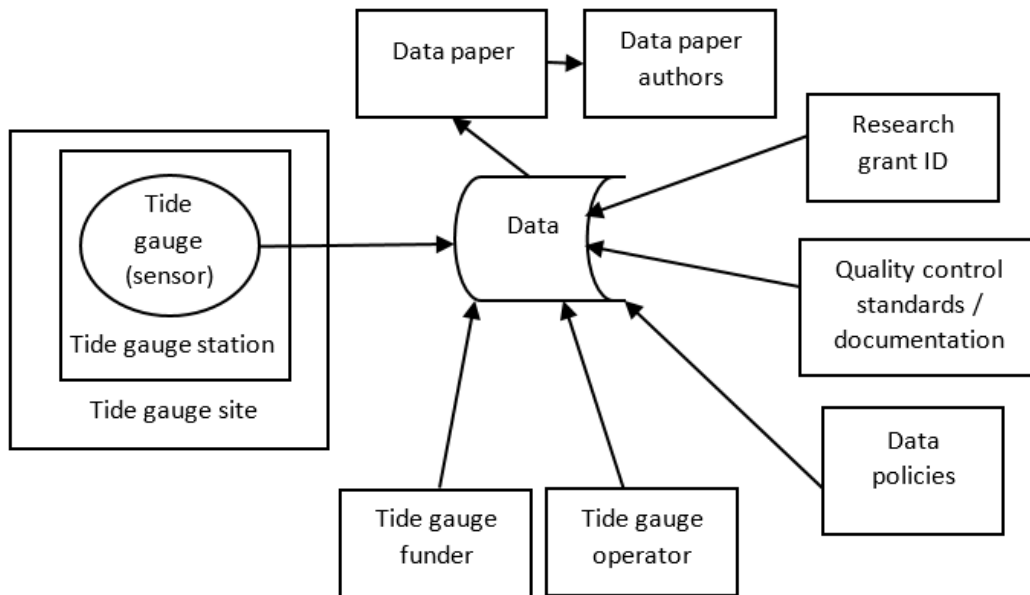 Data paper
Data paper
authors
Research
grant ID
Tide
gauge
(sensor)
Tide gauge station
Tide gauge site
Data
Quality control
standards /
documentation
Data
policies
Tide gauge
funder
Tide gauge
operator